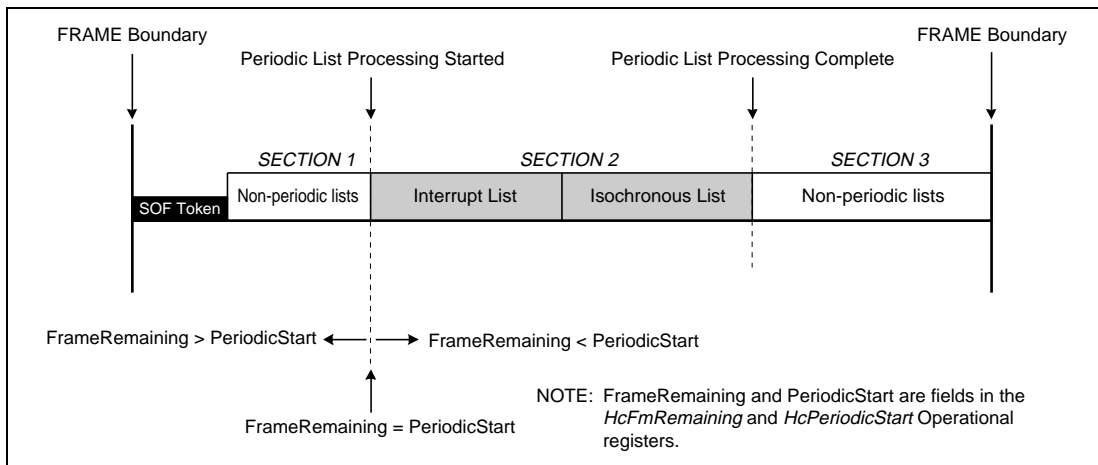 FRAME Boundary
FRAME Boundary
Periodic List Processing Started
Periodic List Processing Complete
SECTION 1
SECTION 2
SECTION 3
SOF Token
Non-periodic lists
Interrupt List
Isochronous List
Non-periodic lists
FrameRemaining > PeriodicStart
FrameRemaining < PeriodicStart
FrameRemaining = PeriodicStart
NOTE: FrameRemaining and PeriodicStart are fields in the
HcFmRemaining and HcPeriodicStart Operational
registers.